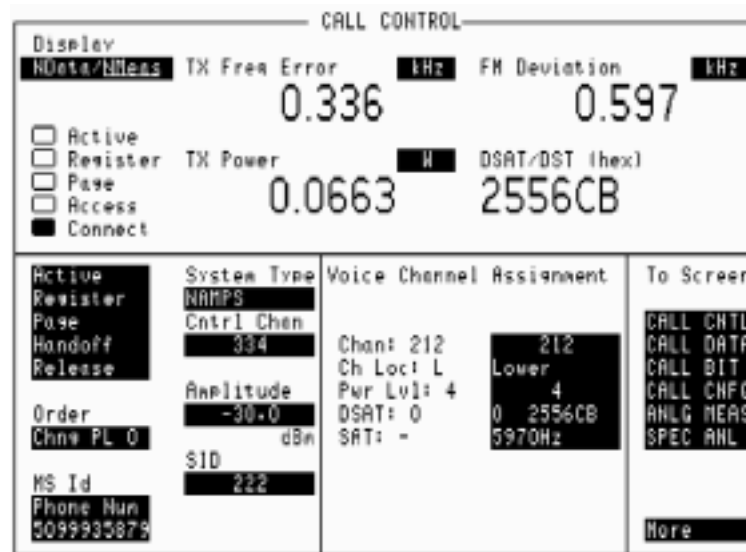 CALL CONTROL
Display
NData/NMeas
TX Freq Error
kHz
0.336
FM Deviation
kHz
0.597
Active
Register
Page
Access
Connect
TX Power
W
0.0663
DSAT/DST (hex)
2556CB
Active
Register
Page
Handoff
Release
Order
Chng PL 0
MS Id
Phone Num
5099935879
System Type
NAMPS
Cntrl Chan
334
Amplitude
-30.0
dBm
SID
222
Voice Channel Assignment
Chan: 212
212
Ch Loc: L
Lower
Pwr Lvl: 4
4
DSAT: 0
0 2556CB
SAT: -
5970Hz
To Screen
CALL CNTL
CALL DATA
CALL BIT
CALL CNFG
ANLG MEAS
SPEC ANL
More